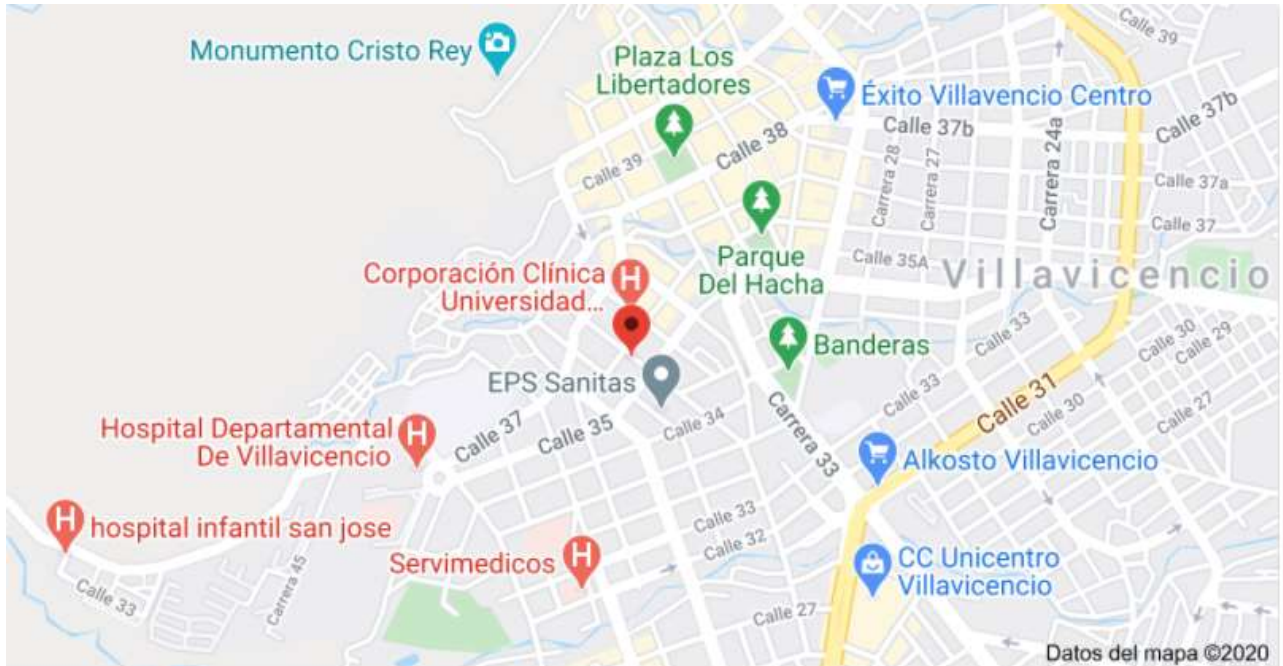 Monumento Cristo Rey
Plaza Los
Libertadores
Calle 39
Éxito Villavencio Centro
Calle 37b
Calle 37b
Calle 38
Calle 39
Carrera 28
Carrera 27
Carrera 24a
Calle 37a
Calle 37
Parque
Del Hacha
Calle 35A
Villavicencio
Corporación Clínica
Universidad...
Banderas
Calle 33
Calle 30
Calle 29
EPS Sanitas
Calle 33
Calle 31
Calle 30
Calle 27
Hospital Departamental
De Villavicencio
Calle 37
Calle 35
Calle 34
Carrera 33
Alkosto Villavicencio
hospital infantil san jose
Calle 33
Calle 32
Servimedicos
CC Unicentro
Villavicencio
Calle 33
Carrera 45
Calle 27
Datos del mapa ©2020